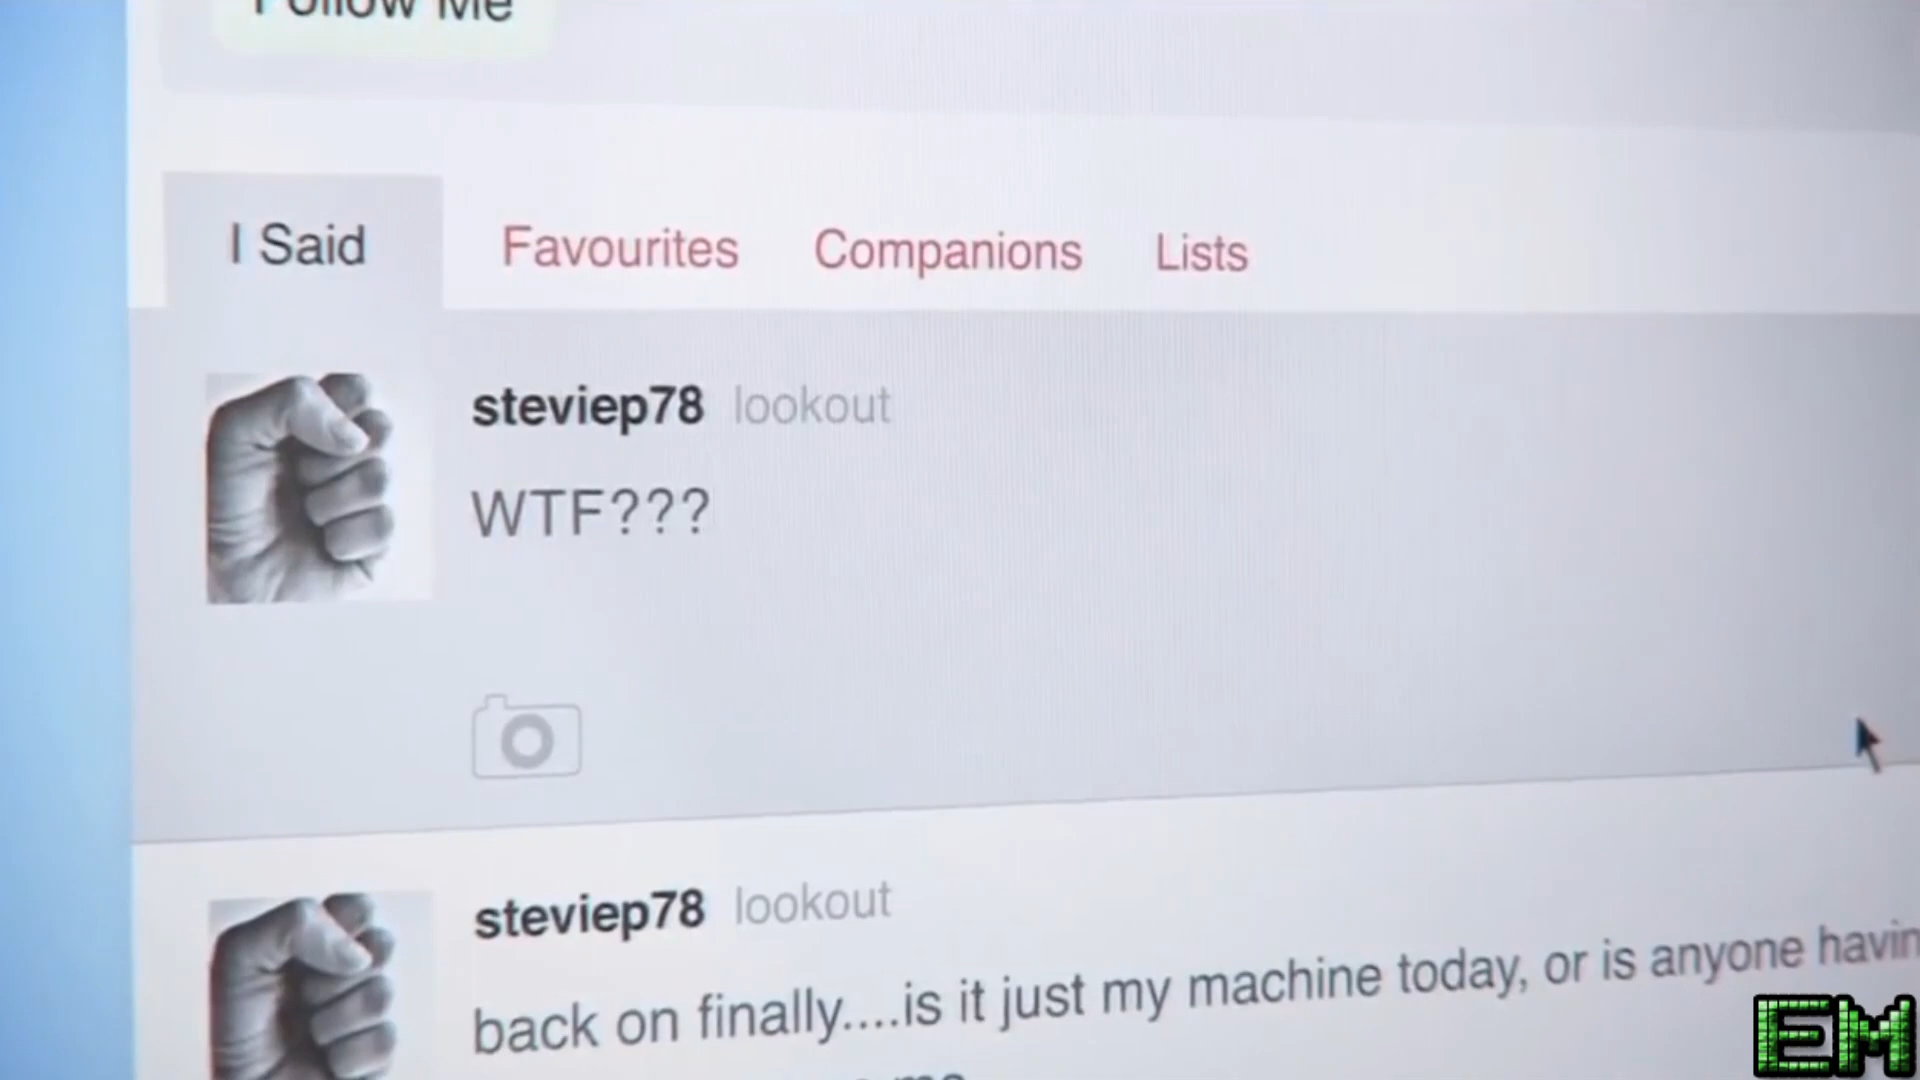 Follow Me
I Said Favourites Companions Lists
steviep78 lookout
WTF???
steviep78 lookout
back on finally....is it just my machine today, or is anyone
EM